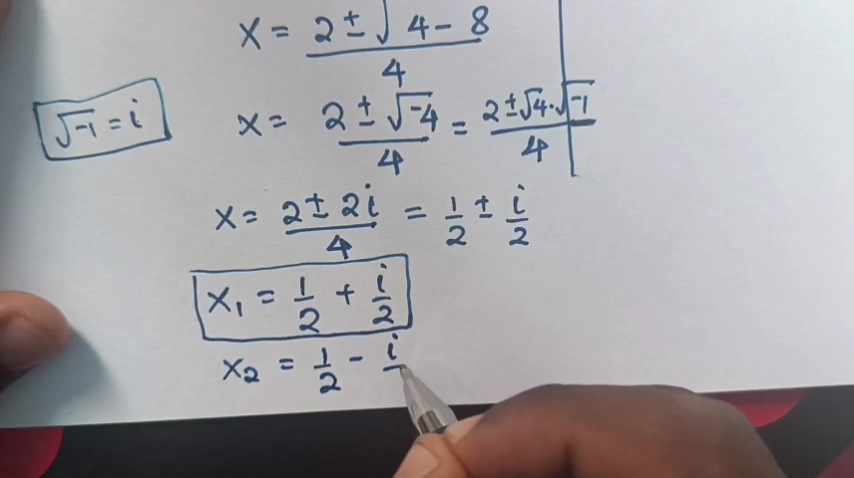 x = (2 ± √4 - 8)/4
√-1 = i
x = (2 ± √-4)/4 = (2 ± √4 · √-1)/4
x = (2 ± 2i)/4 = 1/2 ± i/2
x₁ = 1/2 + i/2
x₂ = 1/2 - i/